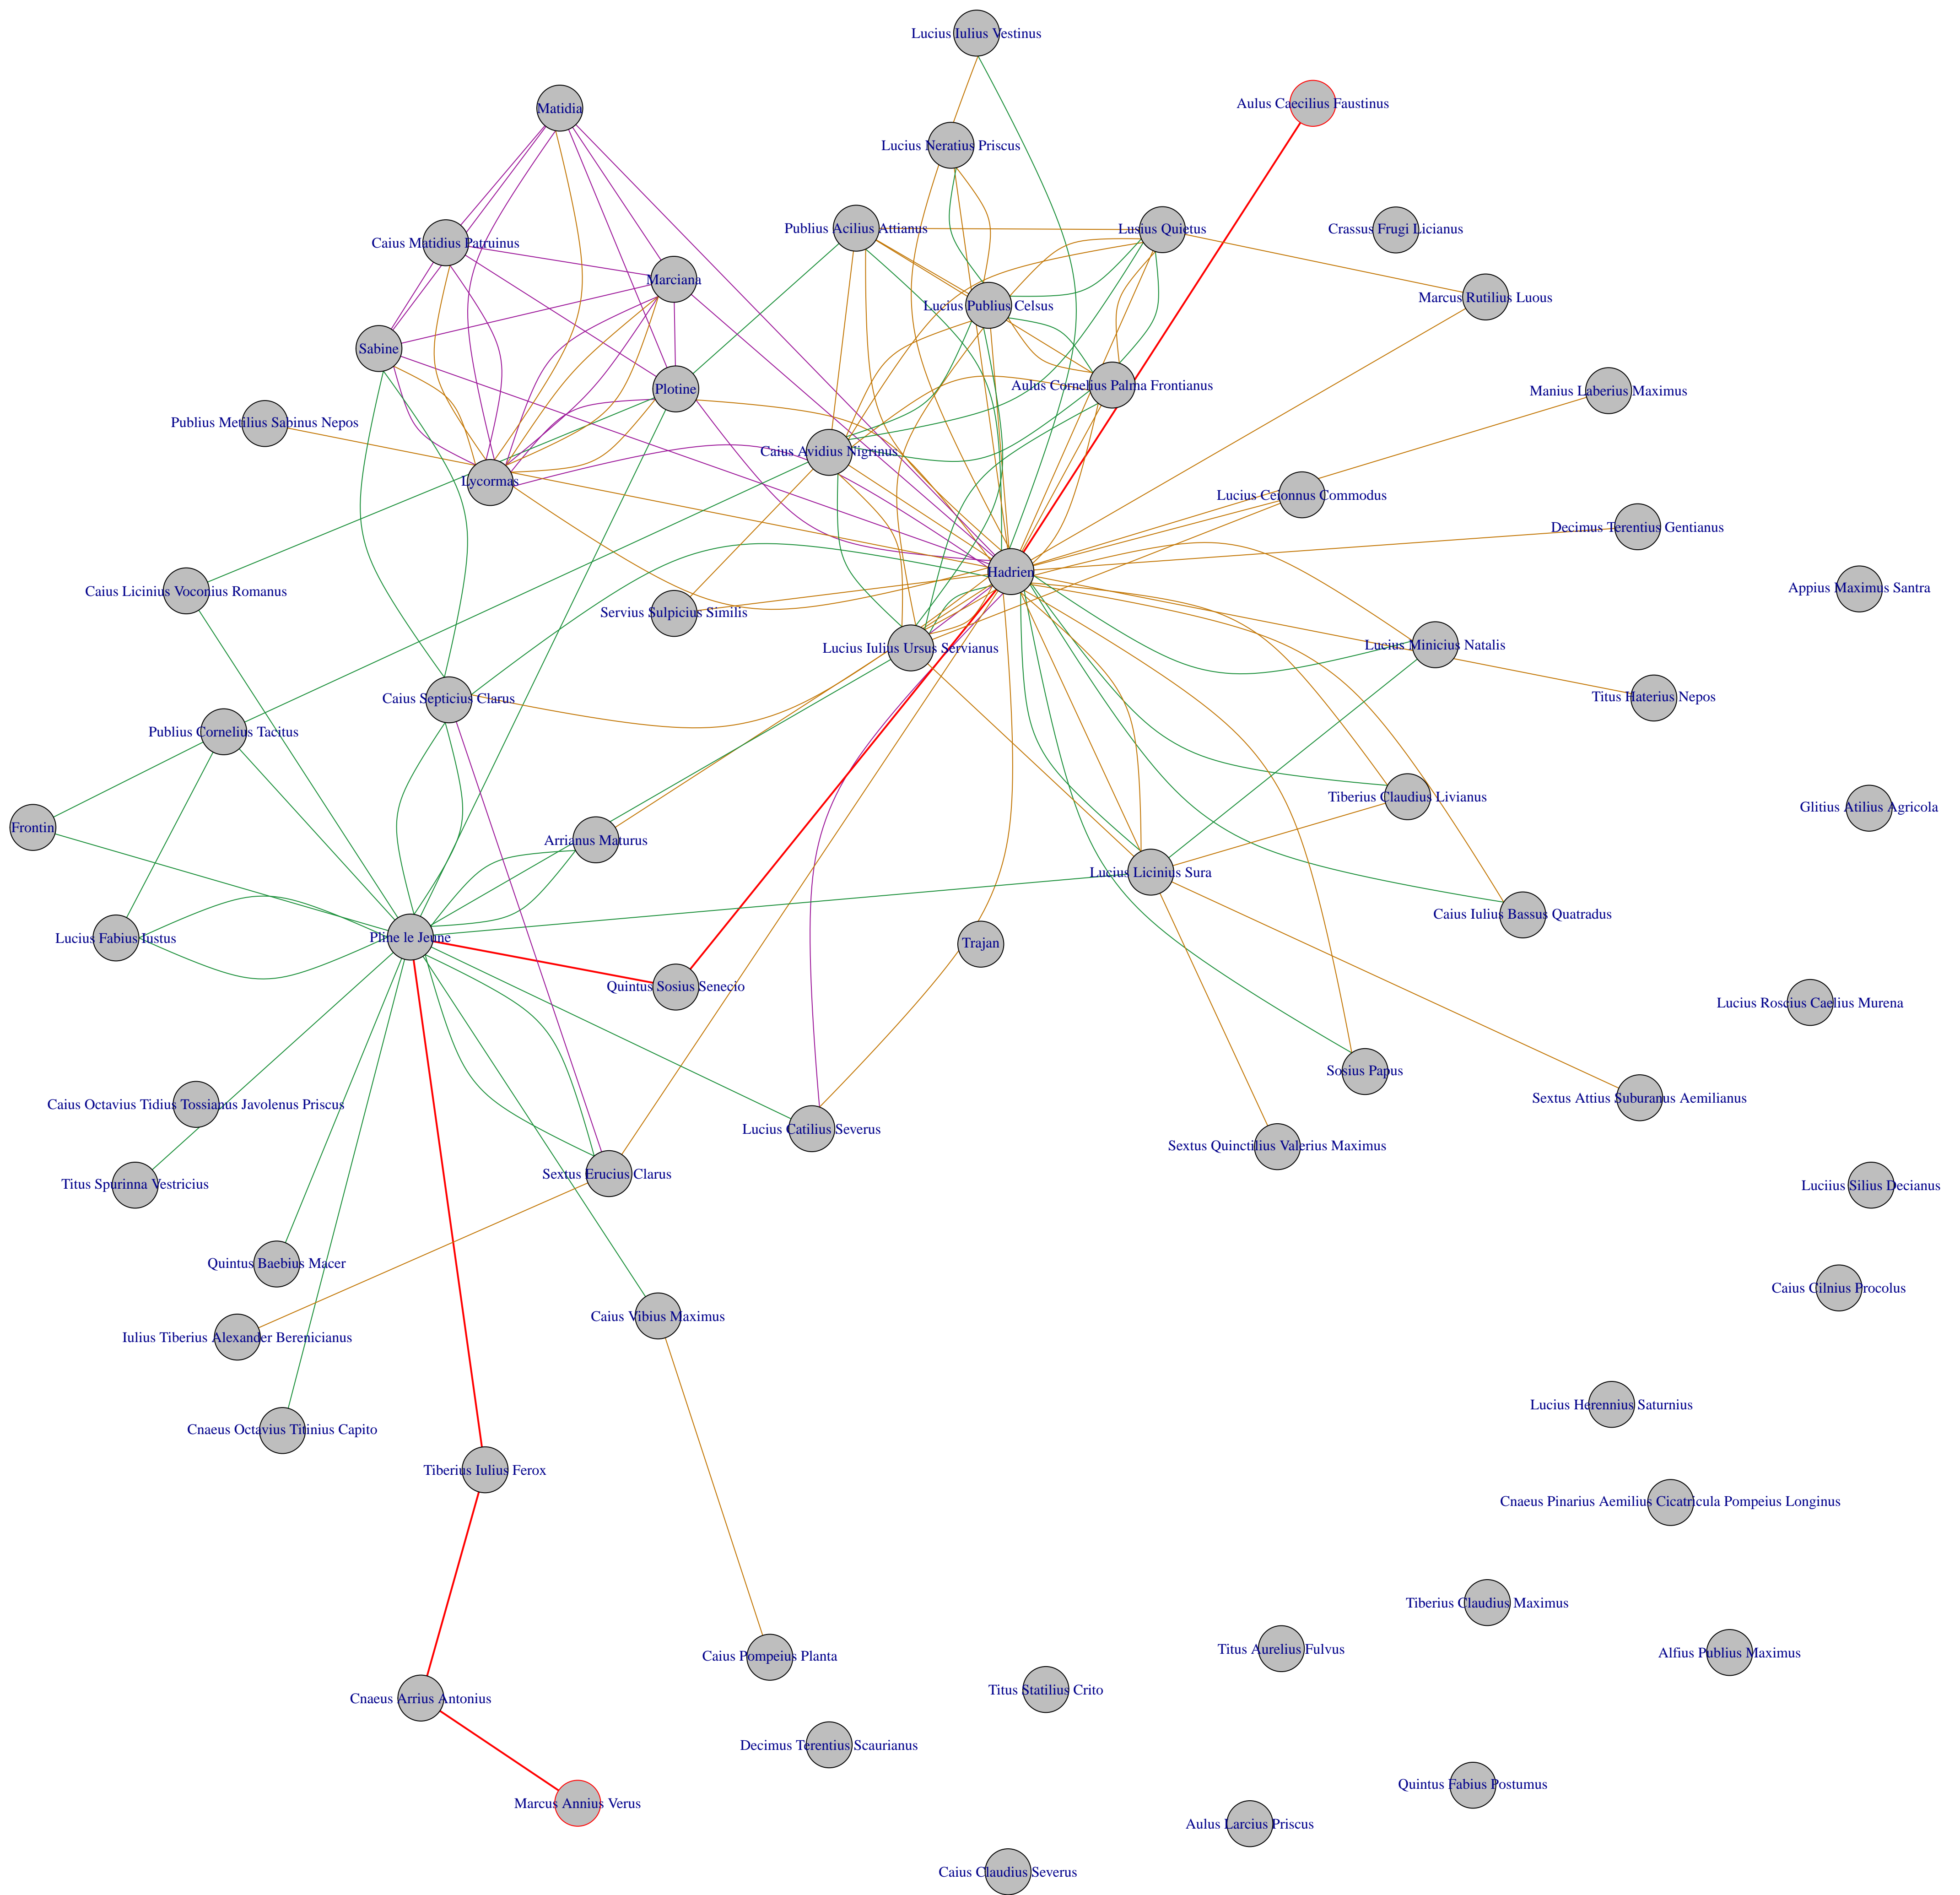 Lucius Iulius Vestinus
Matidia
Aulus Caecilius Faustinus
Lucius Neratius Priscus
Caius Matidius Patruinus
Publius Acilius Attianus
Lusius Quietus
Crassus Frugi Licianus
Marciana
Lucius Publius Celsus
Marcus Rutilius Luous
Sabine
Plotine
Aulus Cornelius Palma Frontianus
Manius Laberius Maximus
Publius Metilius Sabinus Nepos
Caius Avidius Nigrinus
Lycormas
Lucius Ceionnus Commodus
Decimus Terentius Gentianus
Hadrien
Caius Licinius Voconius Romanus
Appius Maximus Santra
Servius Sulpicius Similis
Lucius Iulius Ursus Servianus
Lucius Minicius Natalis
Caius Septicius Clarus
Titus Haterius Nepos
Publius Cornelius Tacitus
Tiberius Claudius Livianus
Glitius Atilius Agricola
Frontin
Arrianus Maturus
Lucius Licinius Sura
Caius Iulius Bassus Quatradus
Lucius Fabius Iustus
Pline le Jeune
Trajan
Quintus Sosius Senecio
Lucius Roscius Caelius Murena
Sosius Papus
Caius Octavius Tidius Tossianus Javolenus Priscus
Sextus Attius Suburanus Aemilianus
Lucius Catilius Severus
Sextus Quinctilius Valerius Maximus
Sextus Erucius Clarus
Titus Spurinna Vestricius
Luciius Silius Decianus
Quintus Baebius Macer
Caius Cilnius Procolus
Caius Vibius Maximus
Iulius Tiberius Alexander Berenicianus
Lucius Herennius Saturnius
Cnaeus Octavius Titinius Capito
Tiberius Iulius Ferox
Cnaeus Pinarius Aemilius Cicatricula Pompeius Longinus
Tiberius Claudius Maximus
Titus Aurelius Fulvus
Alfius Publius Maximus
Caius Pompeius Planta
Titus Statilius Crito
Cnaeus Arrius Antonius
Decimus Terentius Scaurianus
Quintus Fabius Postumus
Marcus Annius Verus
Aulus Larcius Priscus
Caius Claudius Severus